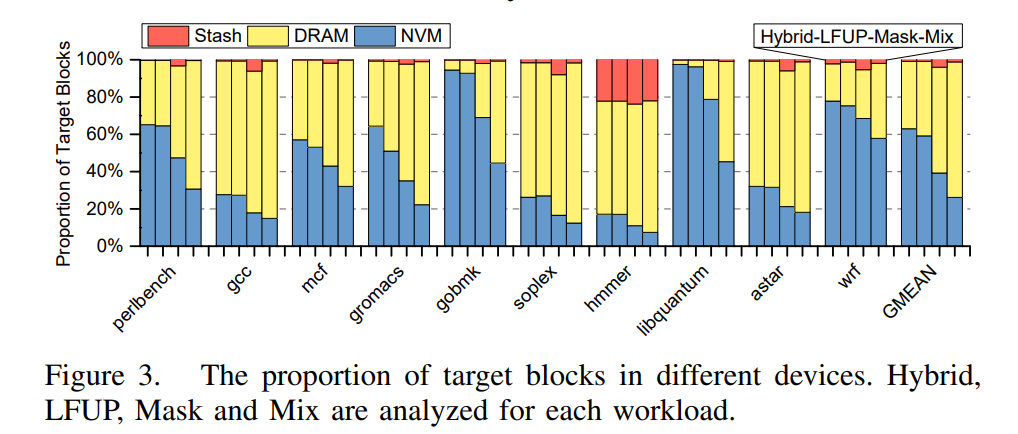 Stash DRAM NVM
Hybrid-LFUP-Mask-Mix
Proportion of Target Blocks
100%
80%
60%
40%
20%
0%
perlbench
gcc
mcf
gromacs
gobmk
soplex
hmmer
libquantum
astar
wrf
GMEAN
Figure 3. The proportion of target blocks in different devices. Hybrid,
LFUP, Mask and Mix are analyzed for each workload.